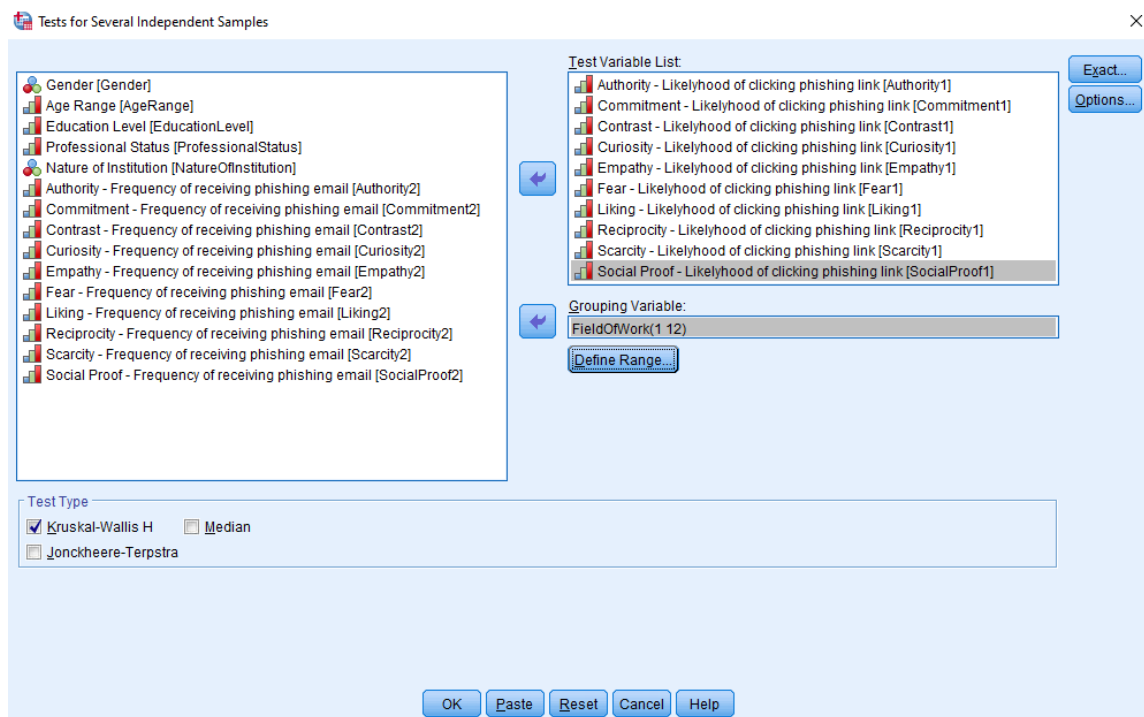 Tests for Several Independent Samples
Gender [Gender]
Age Range [AgeRange]
Education Level [EducationLevel]
Professional Status [ProfessionalStatus]
Nature of Institution [NatureOfInstitution]
Authority - Frequency of receiving phishing email [Authority2]
Commitment - Frequency of receiving phishing email [Commitment2]
Contrast - Frequency of receiving phishing email [Contrast2]
Curiosity - Frequency of receiving phishing email [Curiosity2]
Empathy - Frequency of receiving phishing email [Empathy2]
Fear - Frequency of receiving phishing email [Fear2]
Liking - Frequency of receiving phishing email [Liking2]
Reciprocity - Frequency of receiving phishing email [Reciprocity2]
Scarcity - Frequency of receiving phishing email [Scarcity2]
Social Proof - Frequency of receiving phishing email [SocialProof2]
Test Variable List:
Authority - Likelyhood of clicking phishing link [Authority1]
Commitment - Likelyhood of clicking phishing link [Commitment1]
Contrast - Likelyhood of clicking phishing link [Contrast1]
Curiosity - Likelyhood of clicking phishing link [Curiosity1]
Empathy - Likelyhood of clicking phishing link [Empathy1]
Fear - Likelyhood of clicking phishing link [Fear1]
Liking - Likelyhood of clicking phishing link [Liking1]
Reciprocity - Likelyhood of clicking phishing link [Reciprocity1]
Scarcity - Likelyhood of clicking phishing link [Scarcity1]
Social Proof - Likelyhood of clicking phishing link [SocialProof1]
Grouping Variable:
FieldOfWork(1 12)
Define Range...
Exact...
Options...
Test Type
Kruskal-Wallis H Median
Jonckheere-Terpstra
OK Paste Reset Cancel Help